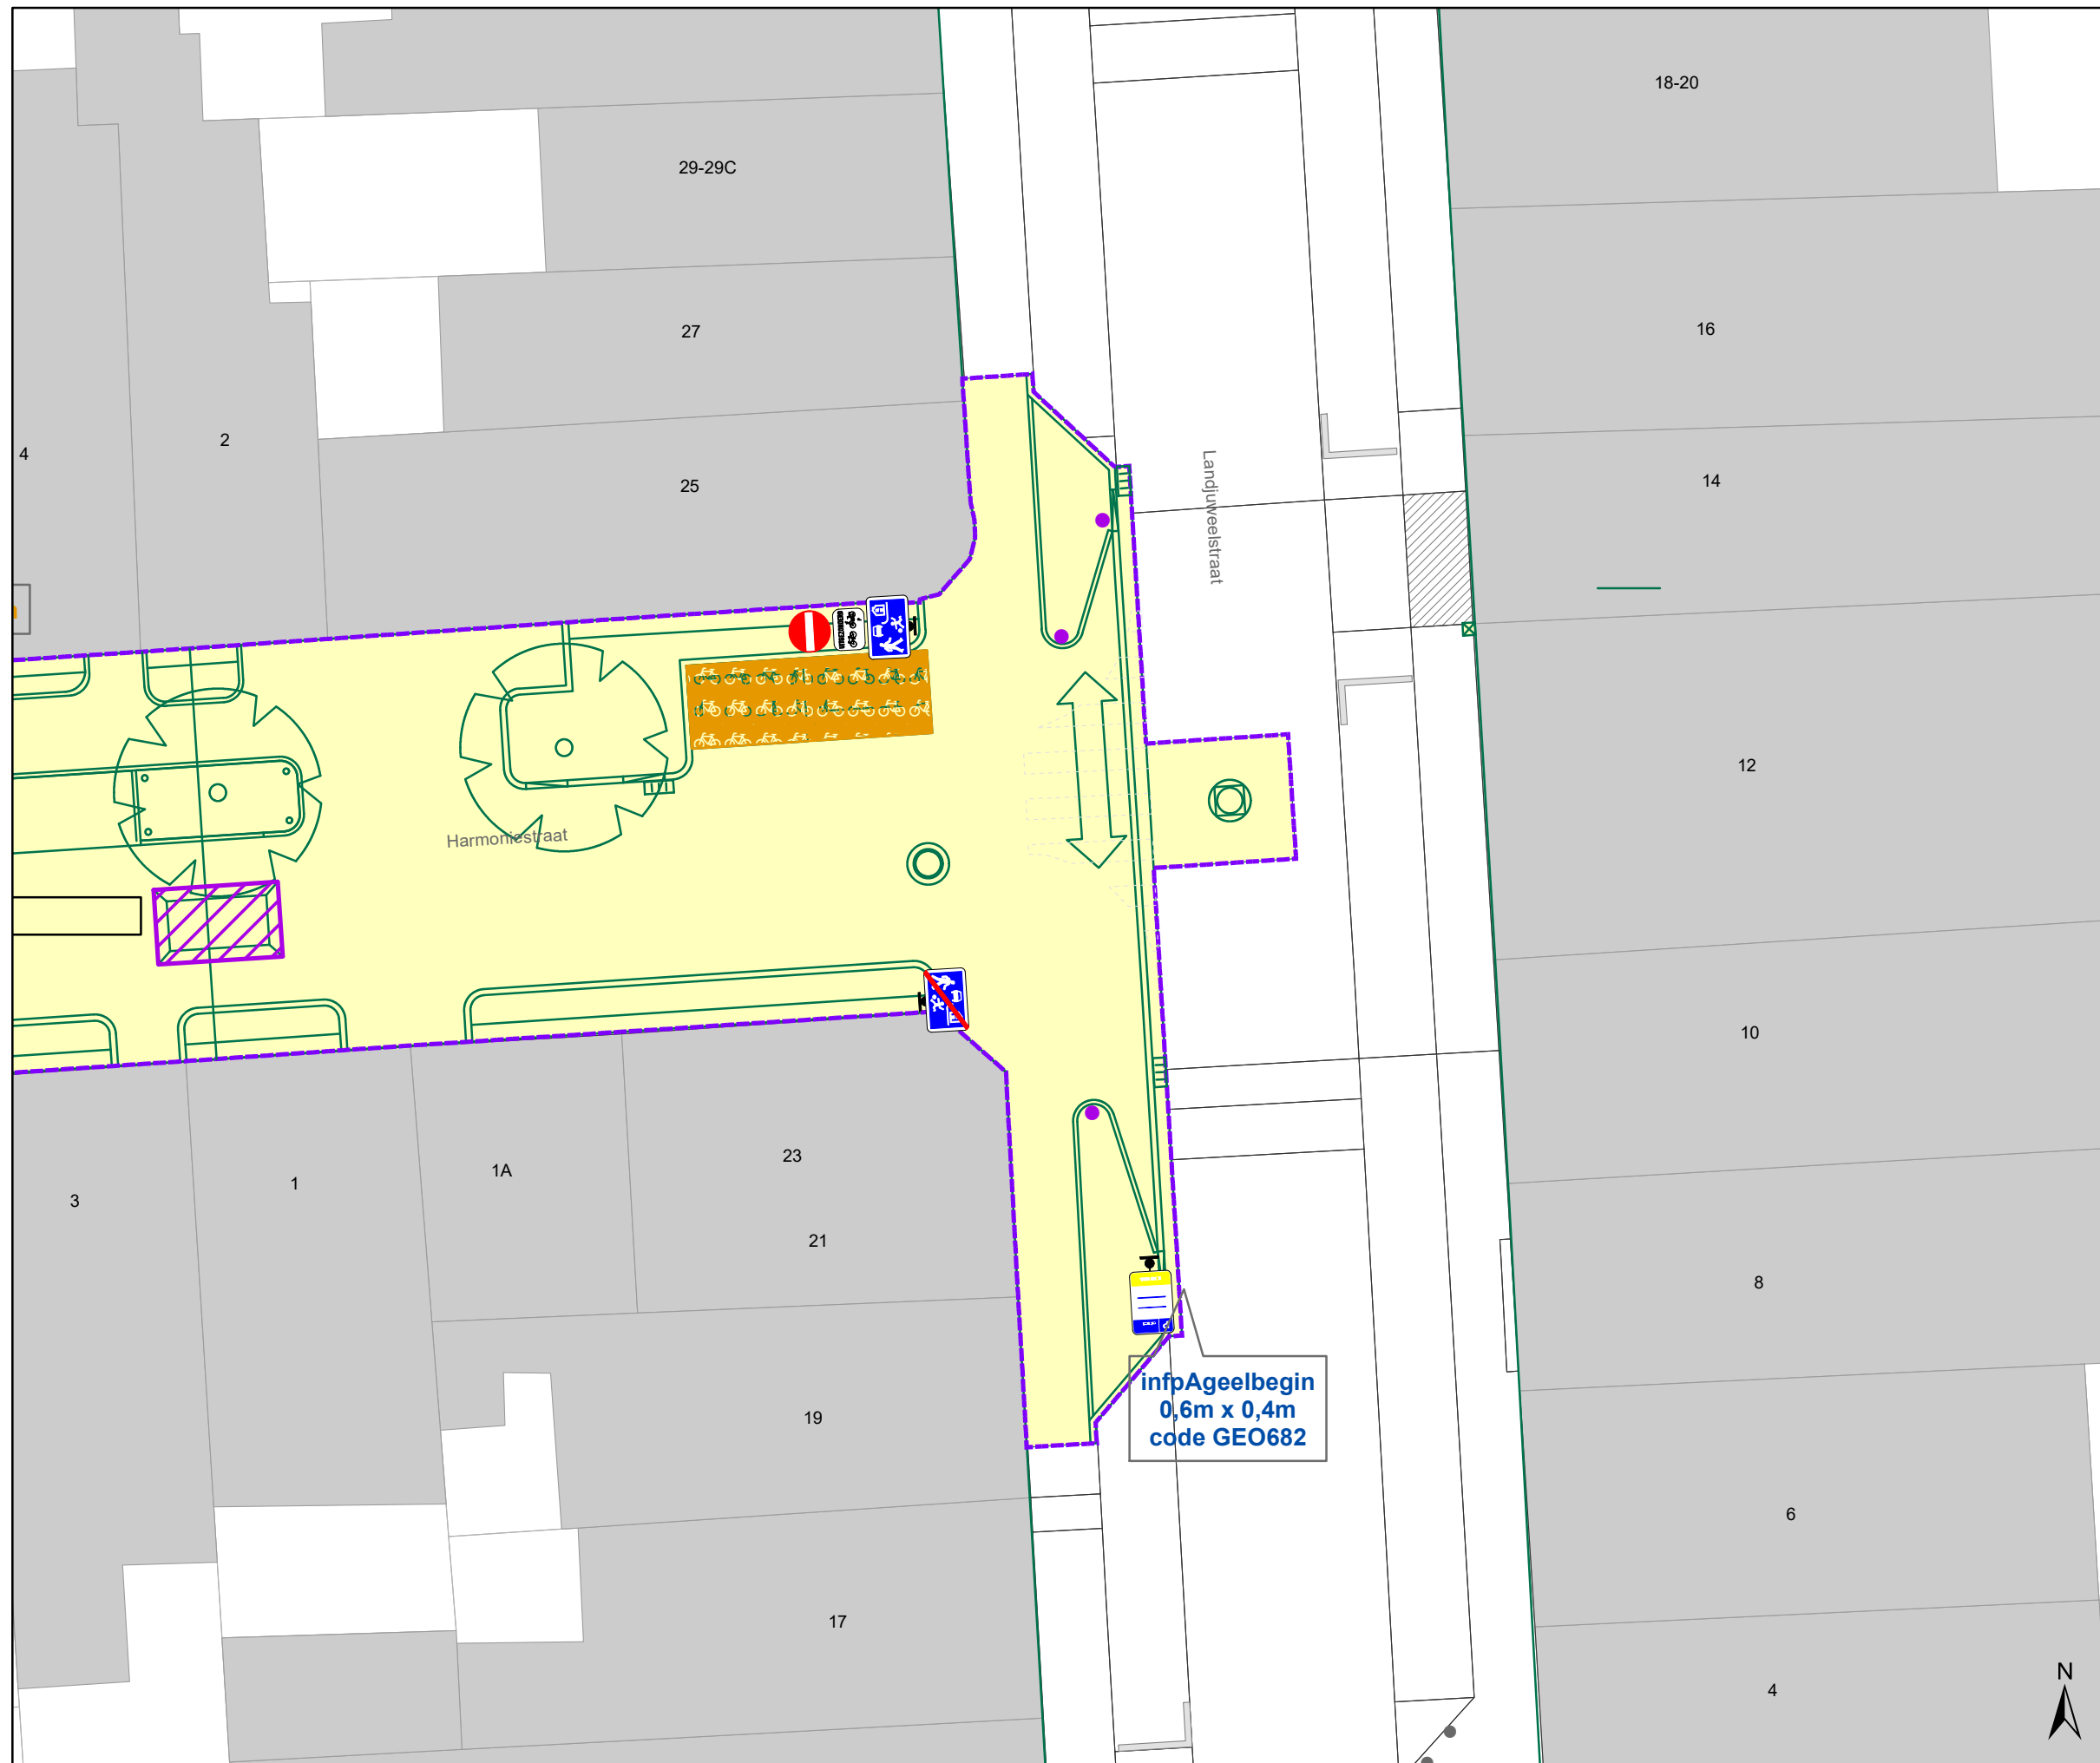 18-20
29-29C
27
16
2
4
25
14
Landjuweelstraat
12
Harmoniestraat
10
23
1A
1
3
21
8
infpAgeelbegin
0,6m x 0,4m
code GEO682
19
6
17
N
4